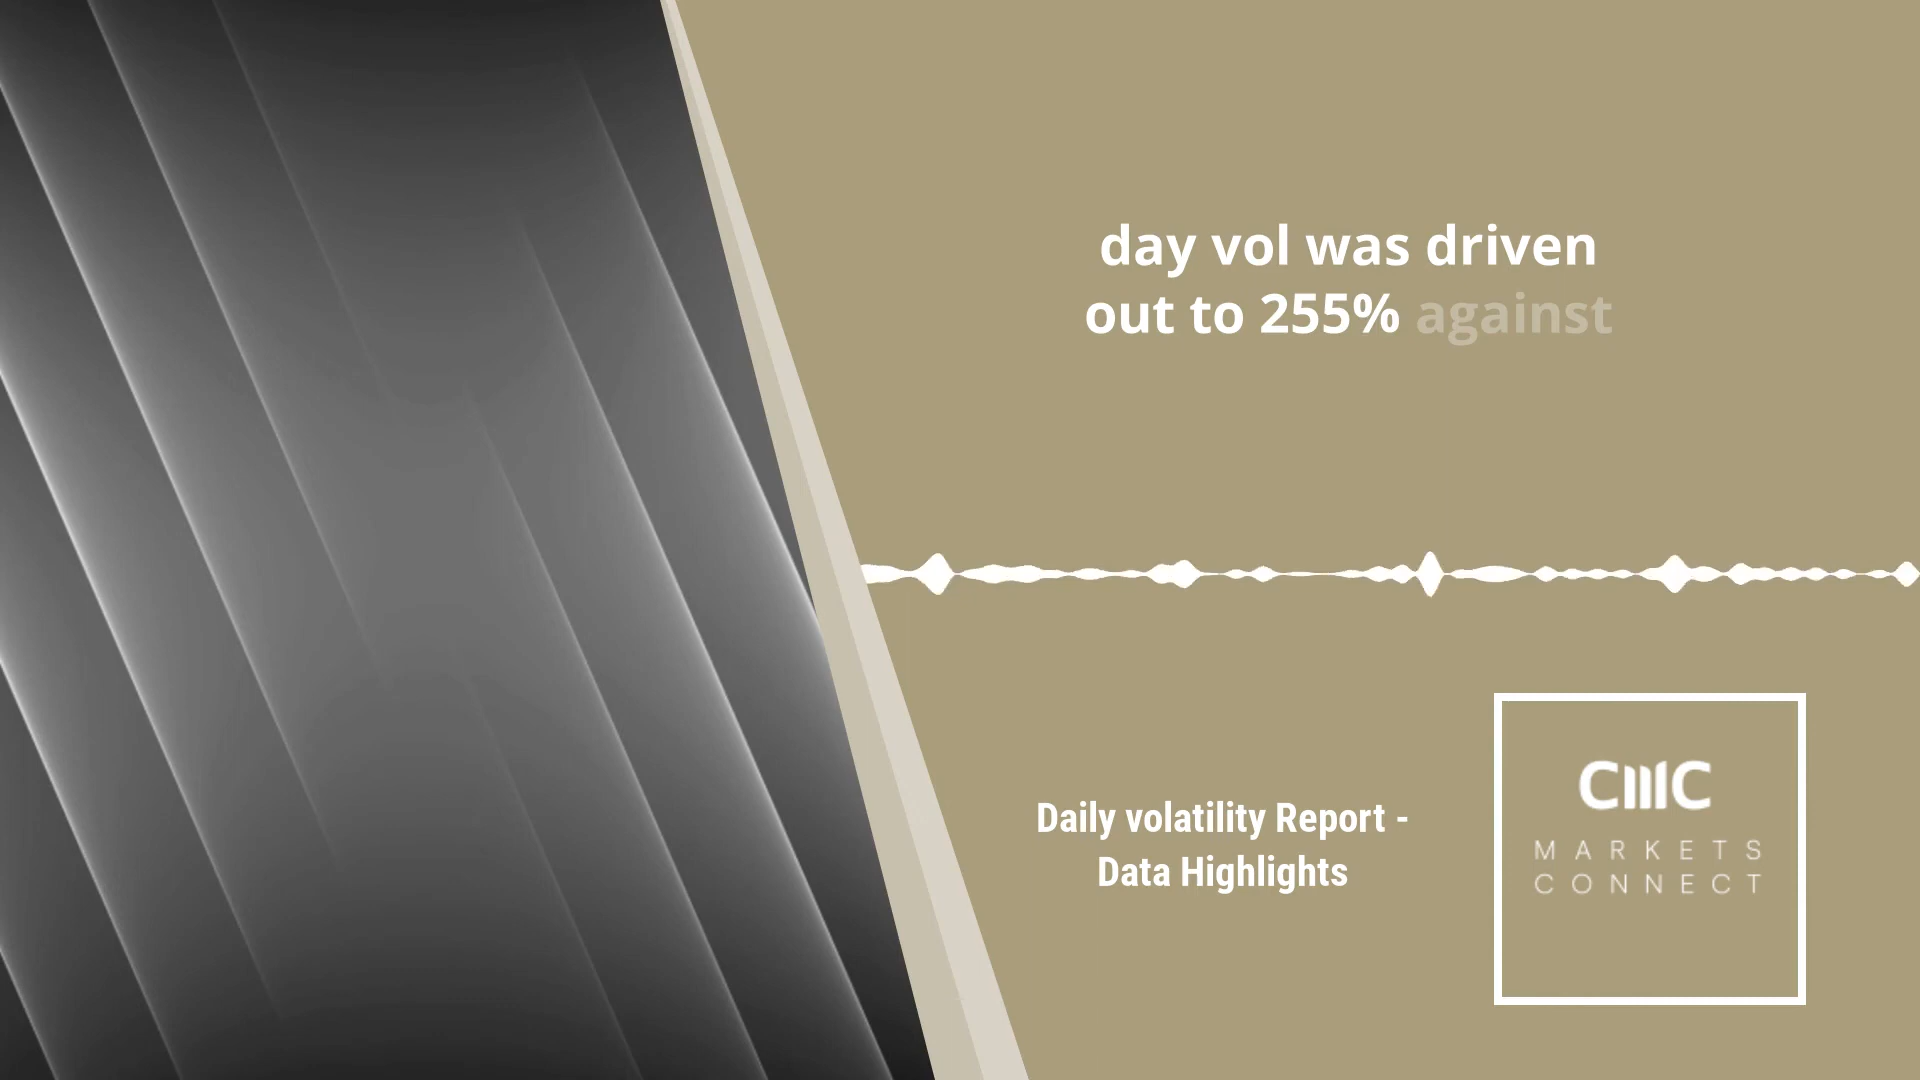 day vol was driven
out to 255% against
Daily volatility Report -
Data Highlights
CMC
MARKETS
CONNECT